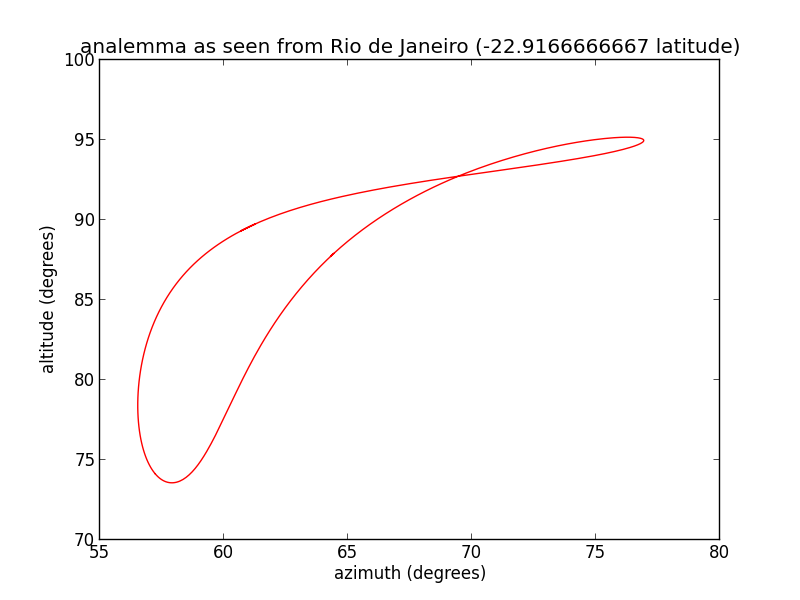 analemma as seen from Rio de Janeiro (-22.9166666667 latitude)
100
95
90
85
80
75
70
altitude (degrees)
55 60 65 70 75 80
azimuth (degrees)